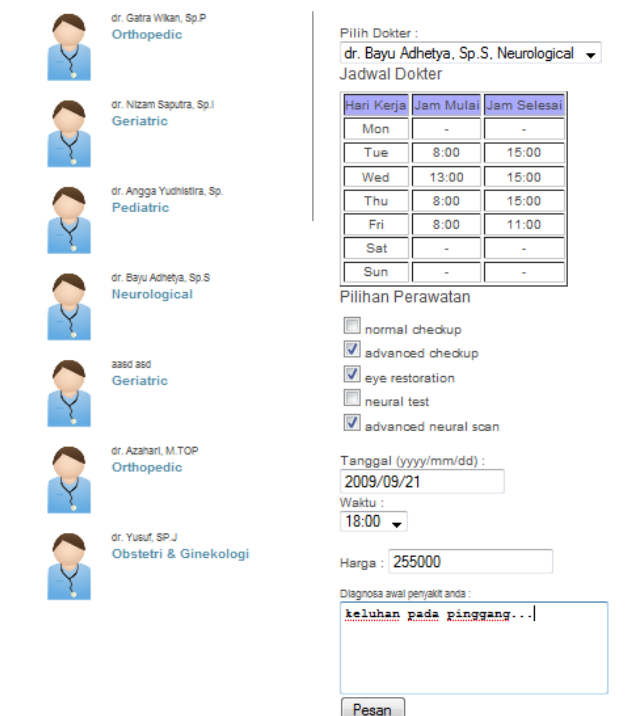 dr. Gatra Wikan, Sp.P
Orthopedic
dr. Nizam Saputra, Sp.I
Geriatric
dr. Angga Yudhistira, Sp.
Pediatric
dr. Bayu Adhetya, Sp.S
Neurological
aasd asd
Geriatric
dr. Azahari, M.TOP
Orthopedic
dr. Yusuf, SP.J
Obstetri & Ginekologi
Pilih Dokter :
dr. Bayu Adhetya, Sp.S, Neurological
Jadwal Dokter
Hari Kerja Jam Mulai Jam Selesai
Mon - -
Tue 8:00 15:00
Wed 13:00 15:00
Thu 8:00 15:00
Fri 8:00 11:00
Sat - -
Sun - -
Pilihan Perawatan
normal checkup
advanced checkup
eye restoration
neural test
advanced neural scan
Tanggal (yyyy/mm/dd) :
2009/09/21
Waktu :
18:00
Harga : 255000
Diagnosa awal penyakit anda :
keluhan pada pinggang...
Pesan